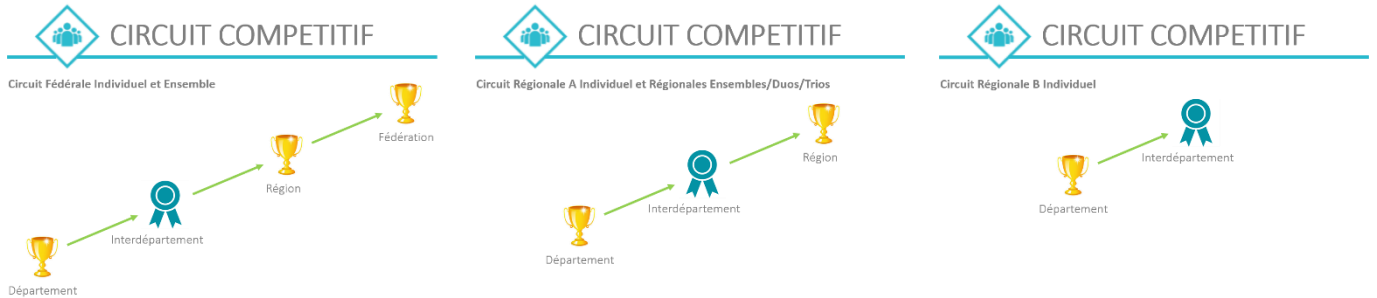 CIRCUIT COMPETITIF
Circuit Fédérale Individuel et Ensemble
Fédération
Région
Interdépartement
Département
CIRCUIT COMPETITIF
Circuit Régionale A Individuel et Régionales Ensembles/Duos/Trios
Région
Interdépartement
Département
CIRCUIT COMPETITIF
Circuit Régionale B Individuel
Interdépartement
Département